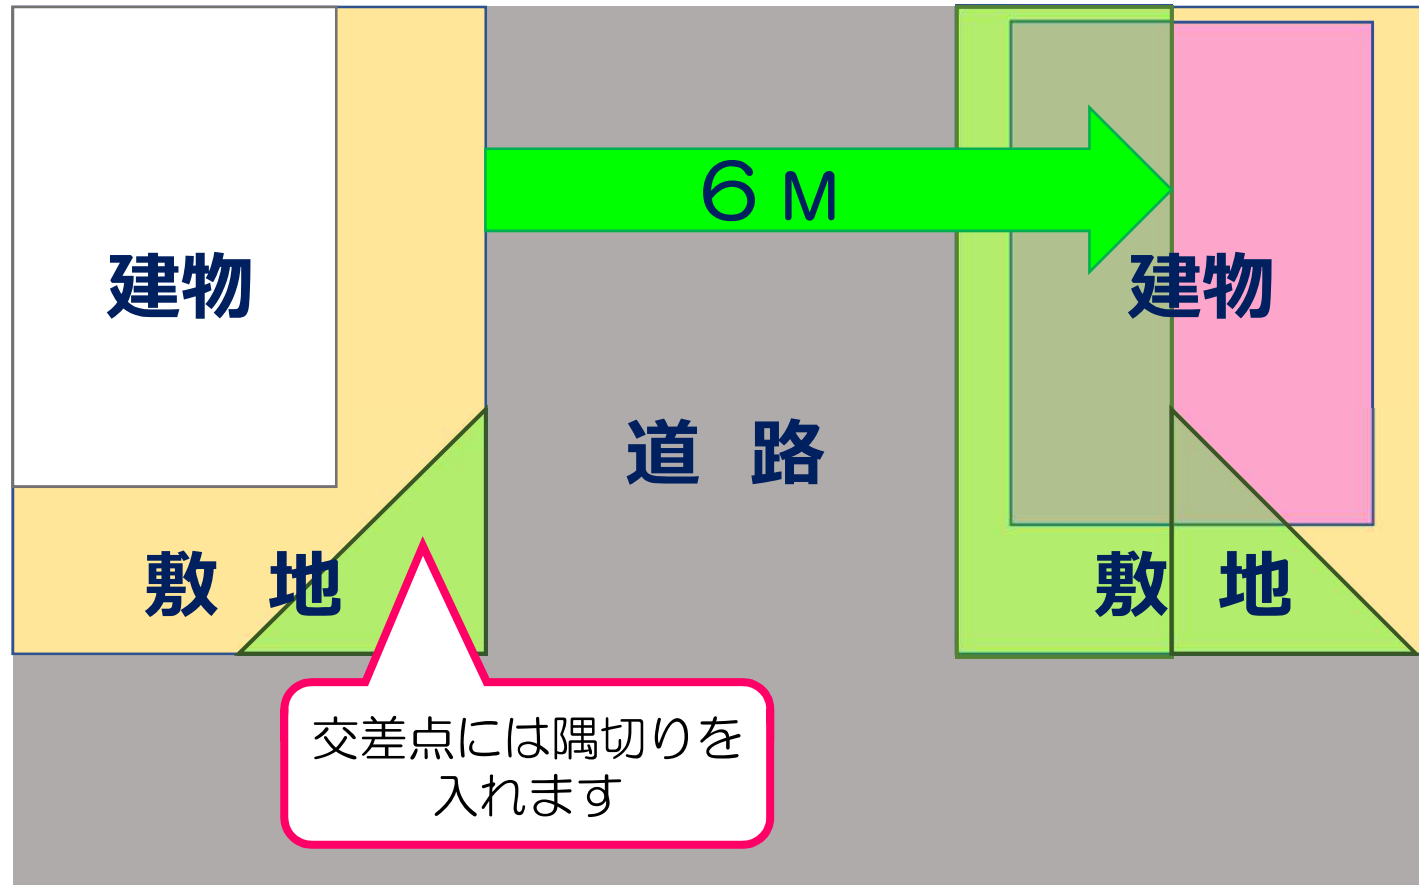 ６Ｍ
建物
建物
道 路
敷 地
敷 地
交差点には隅切りを
入れます